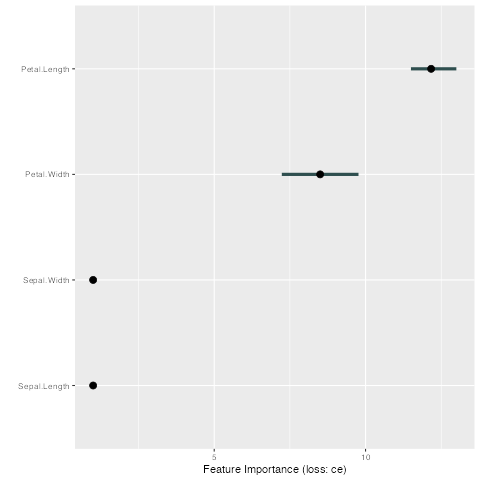 Petal.Length
Petal.Width
Sepal.Width
Sepal.Length
5 10
Feature Importance (loss: ce)